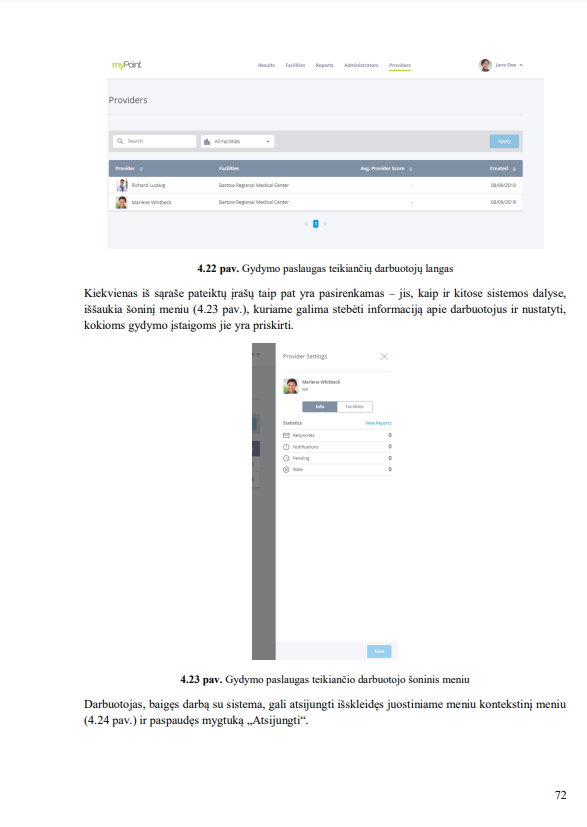 myPoint
Results Facilities Reports Administrators Providers Jane Doe
Providers
Search All Facilities Apply
Provider Facilities Avg. Provider Score Created
Richard Ludwig Bartow Regional Medical Center - 08/09/2018
Marlene Whitbeck Bartow Regional Medical Center - 08/09/2018
1
4.22 pav. Gydymo paslaugas teikiančių darbuotojų langas
Kiekvienas iš sąraše pateiktų įrašų taip pat yra pasirenkamas – jis, kaip ir kitose sistemos dalyse,
iššaukia šoninį meniu (4.23 pav.), kuriame galima stebėti informaciją apie darbuotojus ir nustatyti,
kokioms gydymo įstaigoms jie yra priskirti.
Provider Settings
Marlene Whitbeck
NP
Info Facilities
Statistics View Reports
Responses 0
Notifications 0
Pending 0
Stale 0
Save
4.23 pav. Gydymo paslaugas teikiančio darbuotojo šoninis meniu
Darbuotojas, baigęs darbą su sistema, gali atsijungti išskleidęs juostiniame meniu kontekstinį meniu
(4.24 pav.) ir paspaudęs mygtuką „Atsijungti“.
72